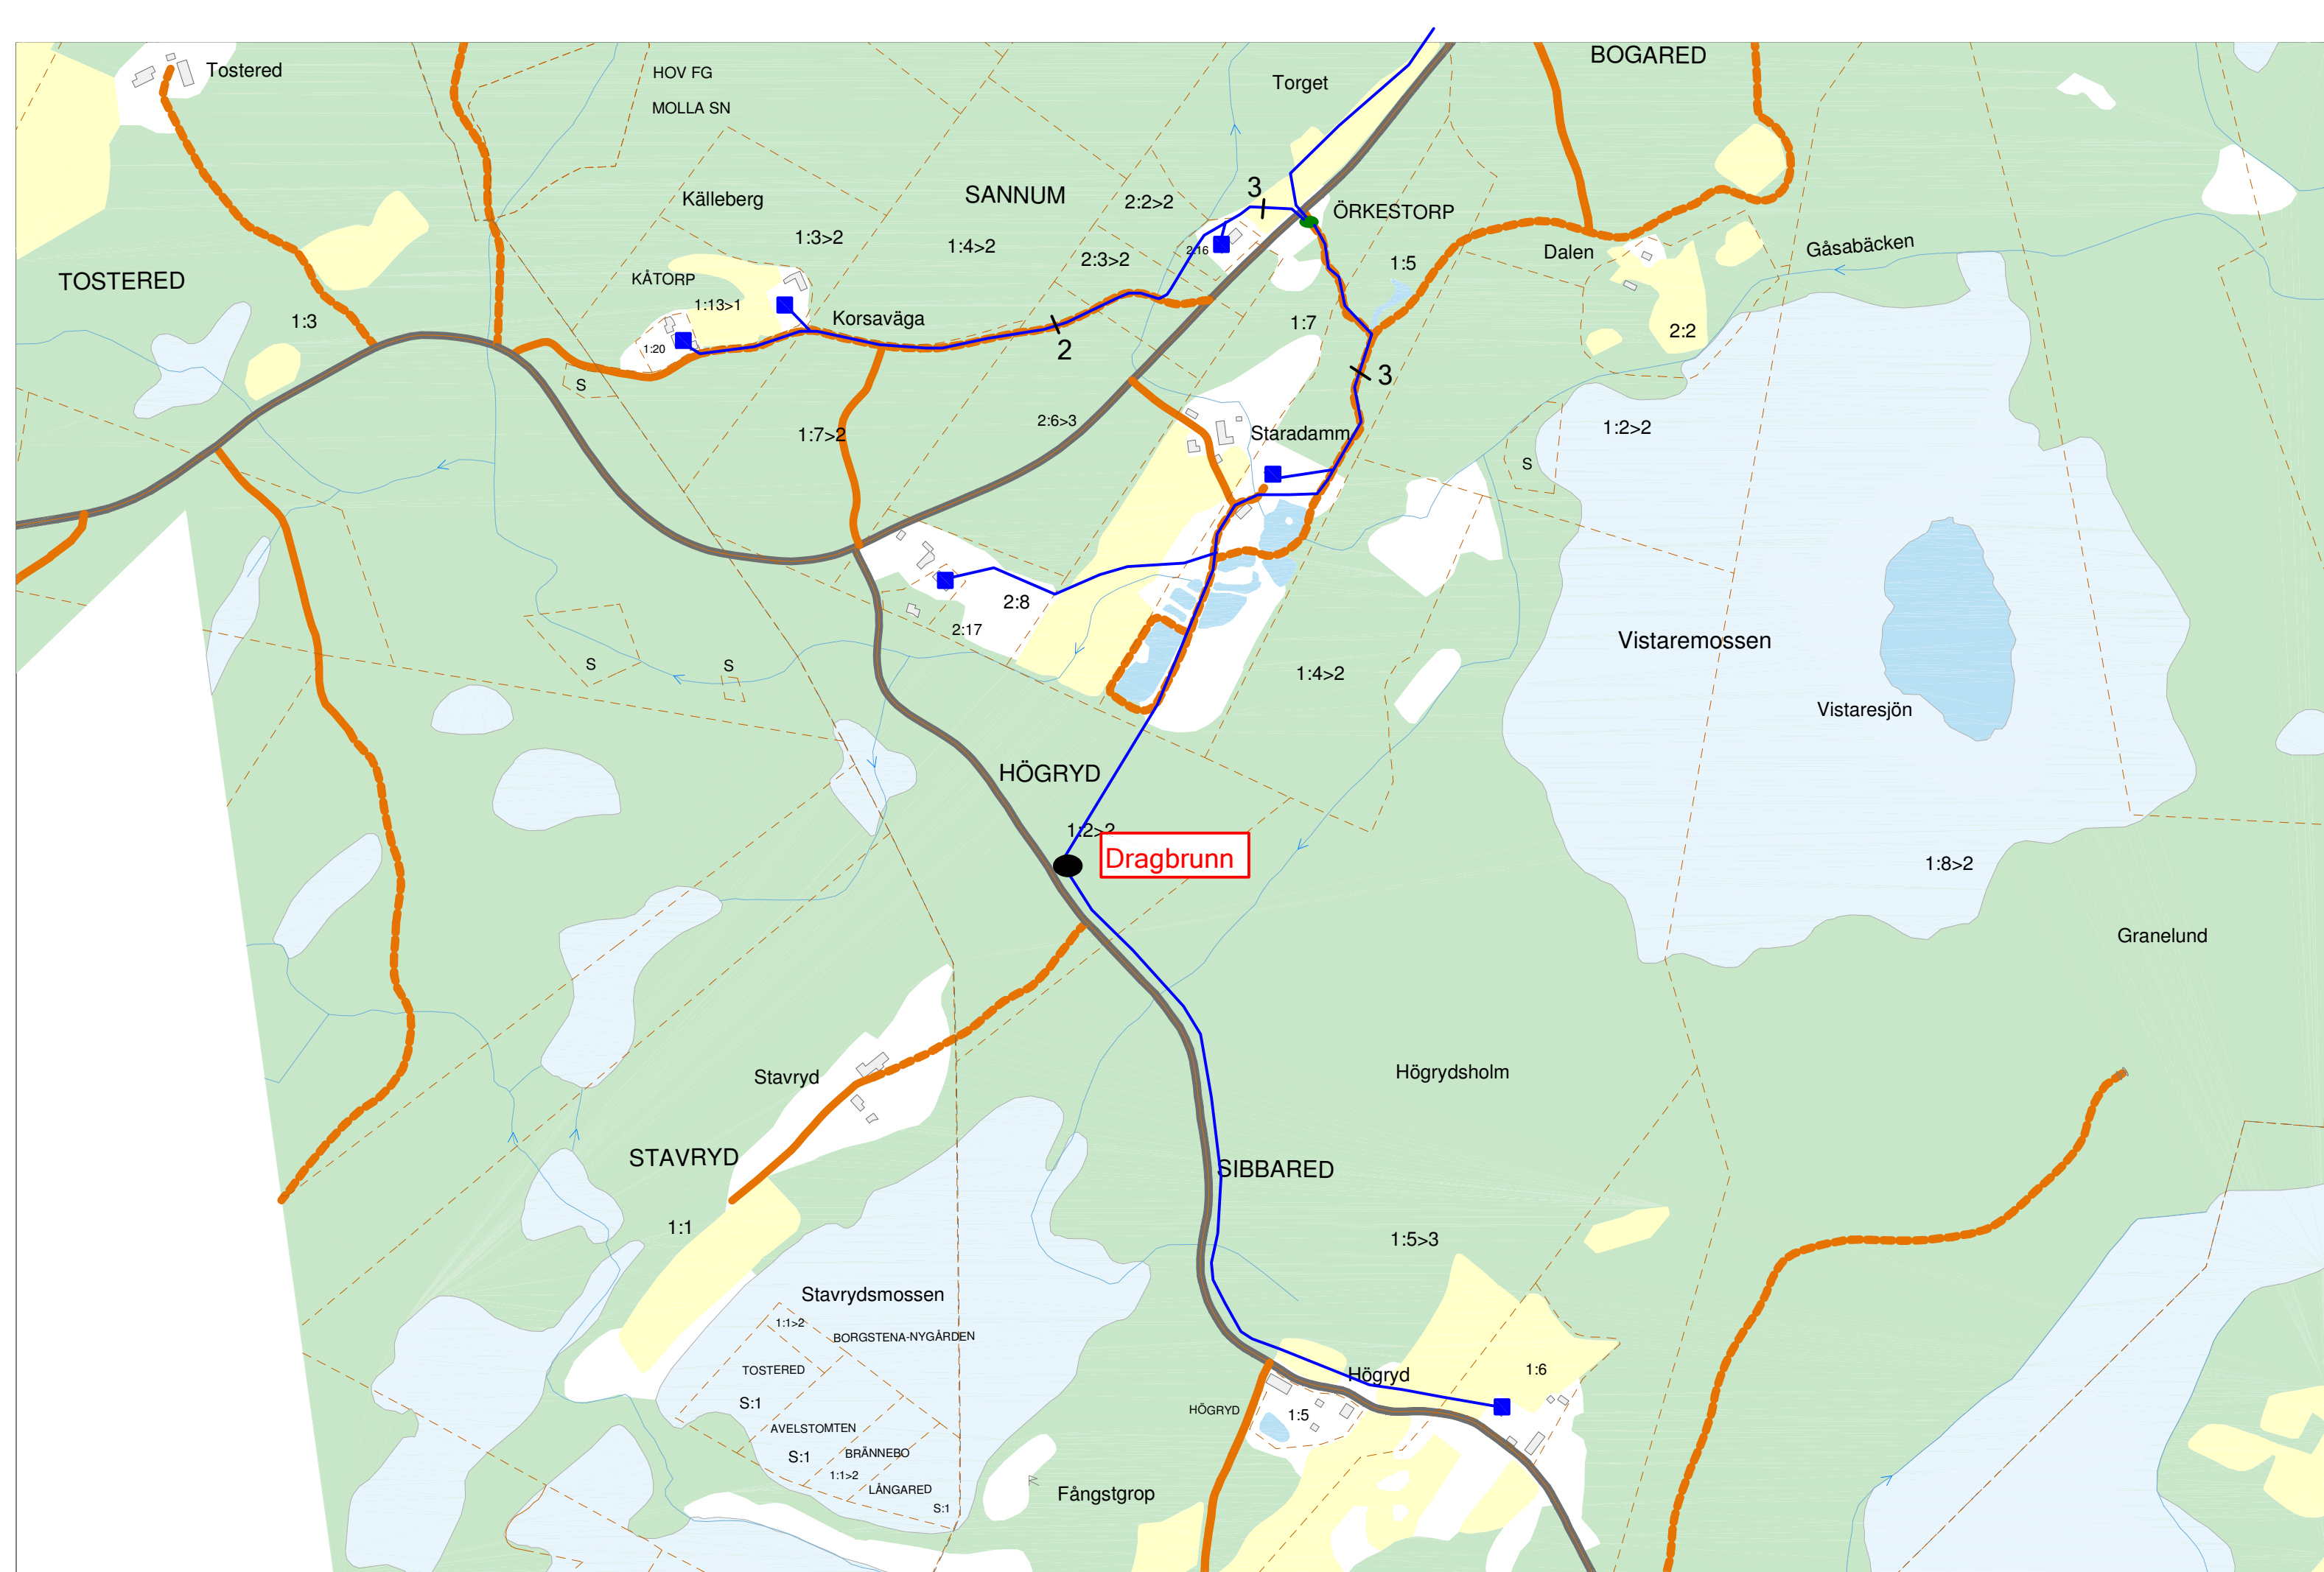 BOGARED
Tostered
HOV FG
Torget
MOLLA SN
3
SANNUM
Källeberg
2:2>2
ÖRKESTORP
1:3>2
1:4>2
2:16
Dalen
Gåsabäcken
2:3>2
1:5
TOSTERED
KÅTORP
1:13>1
1:3
Korsaväga
1:7
2:2
1:20
2
3
S
2:6>3
1:7>2
Staradamm
1:2>2
S
2:8
2:17
Vistaremossen
S
S
1:4>2
Vistaresjön
HÖGRYD
1:2>2
Dragbrunn
1:8>2
Granelund
Stavryd
Högrydsholm
STAVRYD
SIBBARED
1:1
1:5>3
Stavrydsmossen
1:1>2
BORGSTENA-NYGÅRDEN
TOSTERED
Högryd
1:6
S:1
HÖGRYD
1:5
AVELSTOMTEN
S:1
BRÄNNEBO
1:1>2
LÅNGARED
Fångstgrop
S:1